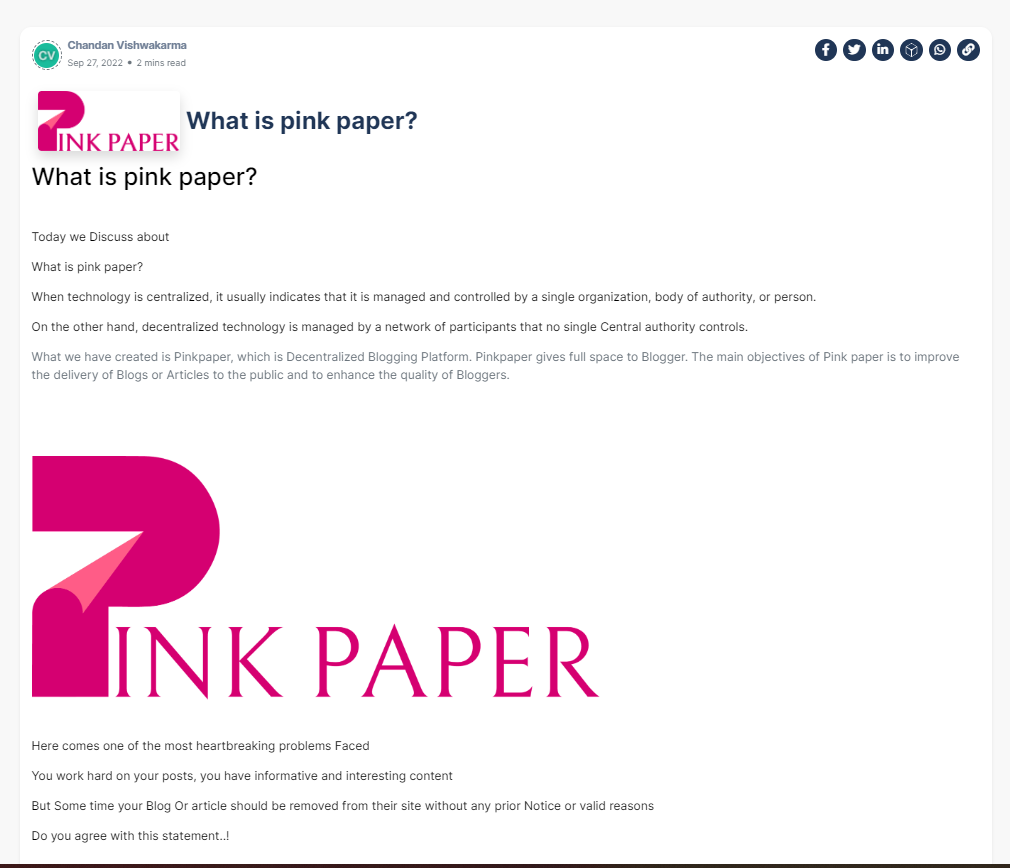 CV
Chandan Vishwakarma
Sep 27, 2022 • 2 mins read
PINK PAPER
What is pink paper?
What is pink paper?
Today we Discuss about
What is pink paper?
When technology is centralized, it usually indicates that it is managed and controlled by a single organization, body of authority, or person.
On the other hand, decentralized technology is managed by a network of participants that no single Central authority controls.
What we have created is Pinkpaper, which is Decentralized Blogging Platform. Pinkpaper gives full space to Blogger. The main objectives of Pink paper is to improve
the delivery of Blogs or Articles to the public and to enhance the quality of Bloggers.
PINK PAPER
Here comes one of the most heartbreaking problems Faced
You work hard on your posts, you have informative and interesting content
But Some time your Blog Or article should be removed from their site without any prior Notice or valid reasons
Do you agree with this statement..!